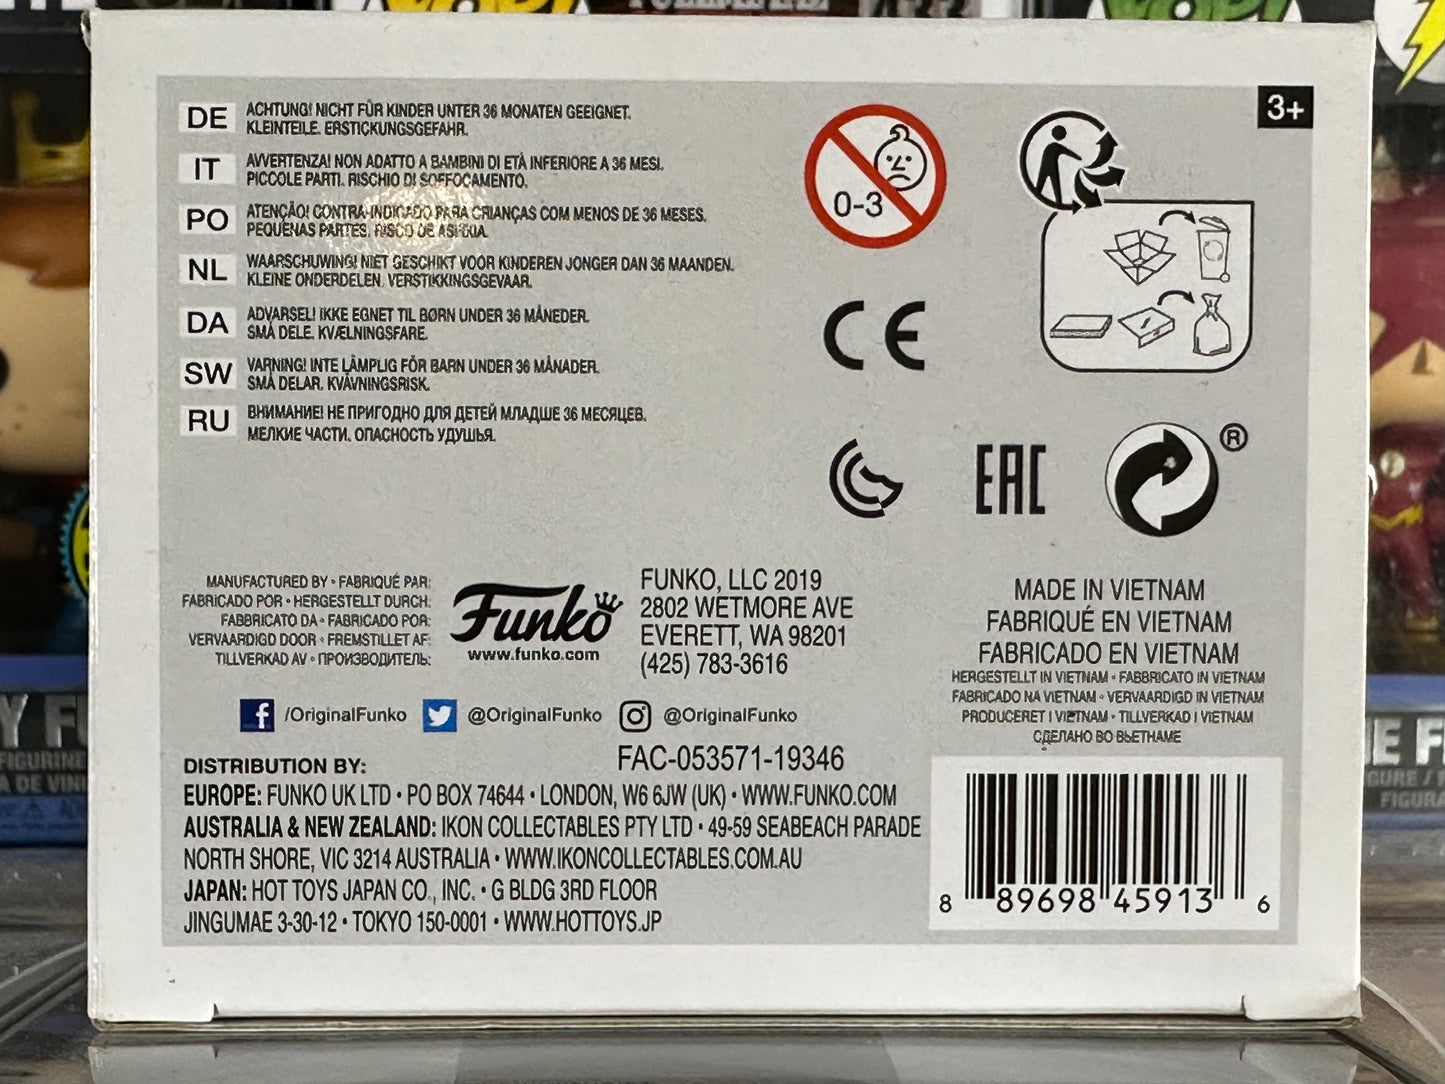 3+
DE ACHTUNG! NICHT FÜR KINDER UNTER 36 MONATEN GEEIGNET.
KLEINTEILE. ERSTICKUNGSGEFAHR.
IT AVVERTENZA! NON ADATTO A BAMBINI DI ETÀ INFERIORE A 36 MESI.
PICCOLE PARTI. RISCHIO DI SOFFOCAMENTO.
PO ATENÇÃO! CONTRA-INDICADO PARA CRIANÇAS COM MENOS DE 36 MESES.
PEQUENAS PARTES. RISCO DE ASFIXIA.
NL WAARSCHUWING! NIET GESCHIKT VOOR KINDEREN JONGER DAN 36 MAANDEN.
KLEINE ONDERDELEN. VERSTIKKINGSGEVAAR.
DA ADVARSEL! IKKE EGNET TIL BØRN UNDER 36 MÅNEDER.
SMÅ DELE. KVÆLNINGSFARE.
SW VARNING! INTE LÄMPLIG FÖR BARN UNDER 36 MÅNADER.
SMÅ DELAR. KVÄVNINGSRISK.
RU ВНИМАНИЕ! НЕ ПРИГОДНО ДЛЯ ДЕТЕЙ МЛАДШЕ 36 МЕСЯЦЕВ.
МЕЛКИЕ ЧАСТИ. ОПАСНОСТЬ УДУШЬЯ.
0-3
CE
EAC
®
MANUFACTURED BY • FABRIQUÉ PAR:
FABRICADO POR • HERGESTELLT DURCH:
FABBRICATO DA • FABRICADO POR:
VERVAARDIGD DOOR • FREMSTILLET AF:
TILLVERKAD AV • ПРОИЗВОДИТЕЛЬ:
Funko
www.funko.com
FUNKO, LLC 2019
2802 WETMORE AVE
EVERETT, WA 98201
(425) 783-3616
MADE IN VIETNAM
FABRIQUÉ EN VIETNAM
FABRICADO EN VIETNAM
HERGESTELLT IN VIETNAM • FABBRICATO IN VIETNAM
FABRICADO NA VIETNAM • VERVAARDIGD IN VIETNAM
PRODUCERET I VIETNAM • TILLVERKAD I VIETNAM
СДЕЛАНО ВО ВЬЕТНАМЕ
f /OriginalFunko @OriginalFunko @OriginalFunko
FAC-053571-19346
DISTRIBUTION BY:
EUROPE: FUNKO UK LTD • PO BOX 74644 • LONDON, W6 6JW (UK) • WWW.FUNKO.COM
AUSTRALIA & NEW ZEALAND: IKON COLLECTABLES PTY LTD • 49-59 SEABEACH PARADE
NORTH SHORE, VIC 3214 AUSTRALIA • WWW.IKONCOLLECTABLES.COM.AU
JAPAN: HOT TOYS JAPAN CO., INC. • G BLDG 3RD FLOOR
JINGUMAE 3-30-12 • TOKYO 150-0001 • WWW.HOTTOYS.JP
8 89698 45913 6